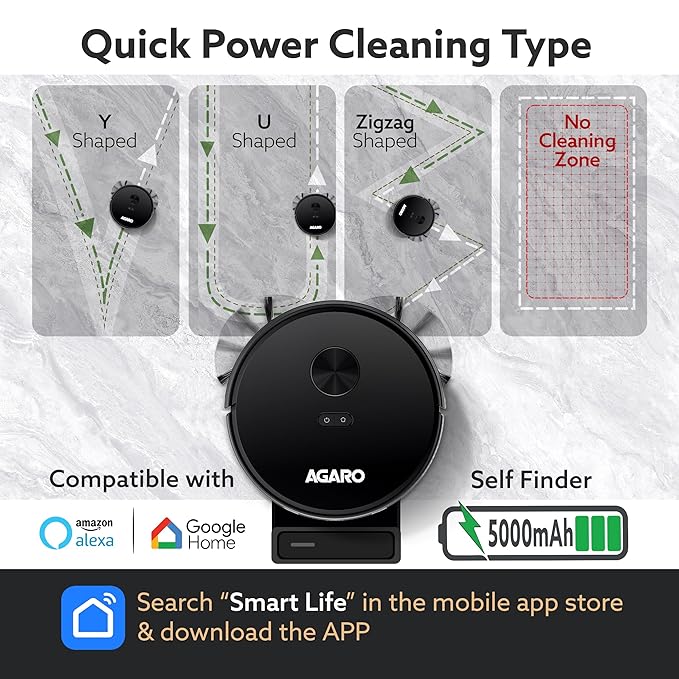 Quick Power Cleaning Type
Y
Shaped
U
Shaped
Zigzag
Shaped
No
Cleaning
Zone
AGARO
AGARO
AGARO
AGARO
Compatible with
Self Finder
amazon
alexa
Google
Home
5000mAh
Search “Smart Life” in the mobile app store
& download the APP